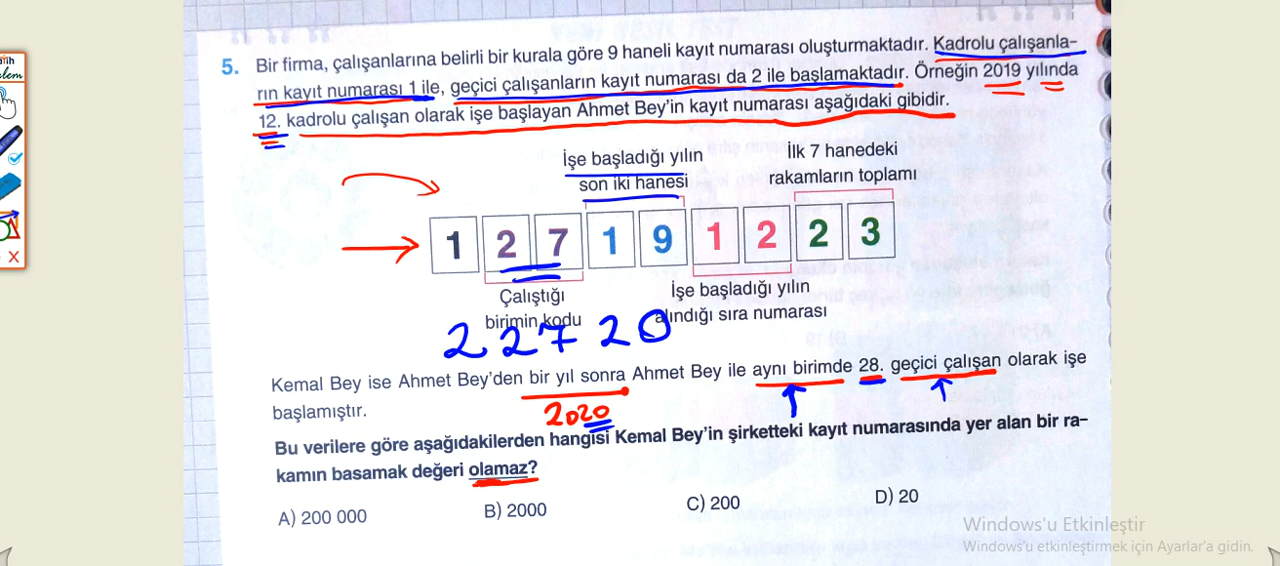 5. Bir firma, çalışanlarına belirli bir kurala göre 9 haneli kayıt numarası oluşturmaktadır. Kadrolu çalışanla-
rın kayıt numarası 1 ile, geçici çalışanların kayıt numarası da 2 ile başlamaktadır. Örneğin 2019 yılında
12. kadrolu çalışan olarak işe başlayan Ahmet Bey'in kayıt numarası aşağıdaki gibidir.
İşe başladığı yılın
son iki hanesi
İlk 7 hanedeki
rakamların toplamı
1 2 7 1 9 1 2 2 3
Çalıştığı
birimin kodu
İşe başladığı yılın
alındığı sıra numarası
2 2 7 2 0
Kemal Bey ise Ahmet Bey'den bir yıl sonra Ahmet Bey ile aynı birimde 28. geçici çalışan olarak işe
başlamıştır.
2020
Bu verilere göre aşağıdakilerden hangisi Kemal Bey'in şirketteki kayıt numarasında yer alan bir ra-
kamın basamak değeri olamaz?
A) 200 000 B) 2000 C) 200 D) 20
Windows'u Etkinleştir
Windows'u etkinleştirmek için Ayarlar'a gidin.